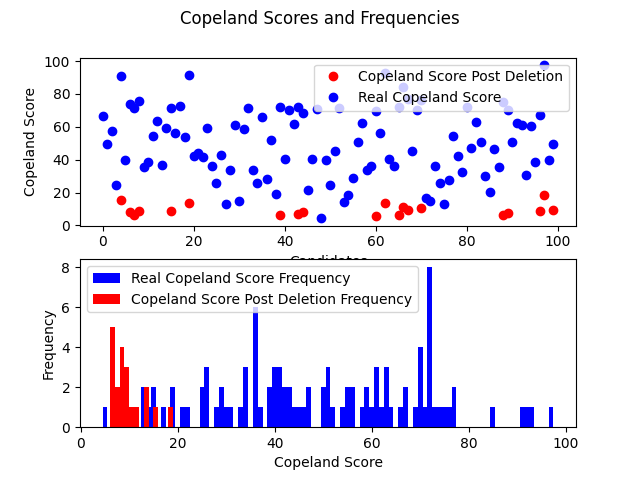 Copeland Scores and Frequencies
100
80
60
40
20
0
Copeland Score
Copeland Score Post Deletion
Real Copeland Score
0 20 40 60 80 100
Candidates
8
6
4
2
0
Frequency
Real Copeland Score Frequency
Copeland Score Post Deletion Frequency
0 20 40 60 80 100
Copeland Score